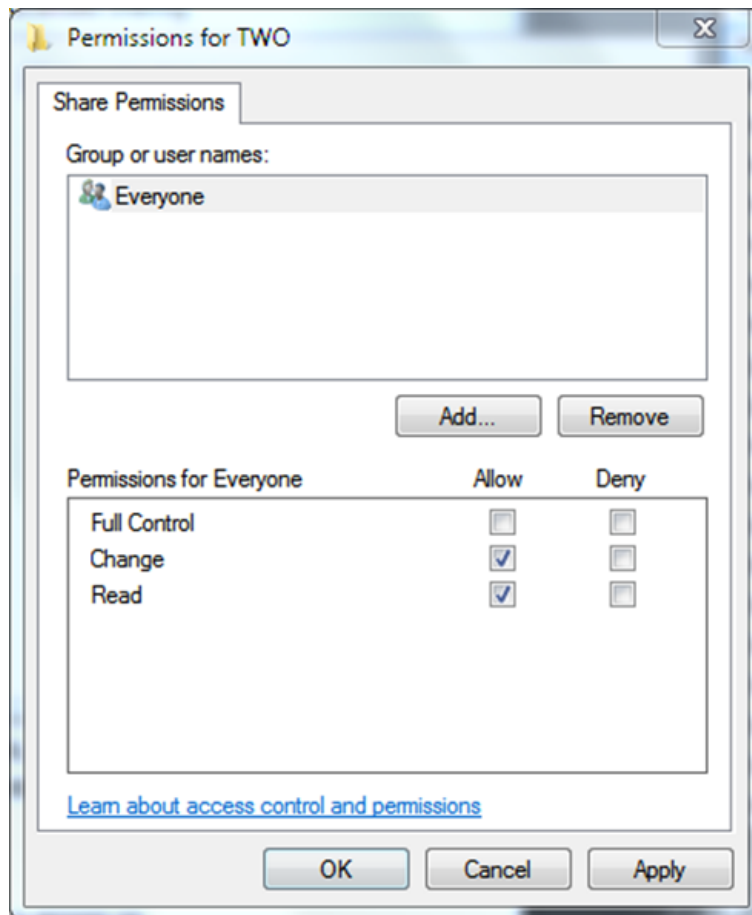 Permissions for TWO
Share Permissions
Group or user names:
Everyone
Add... Remove
Permissions for Everyone Allow Deny
Full Control
Change
Read
Learn about access control and permissions
OK Cancel Apply